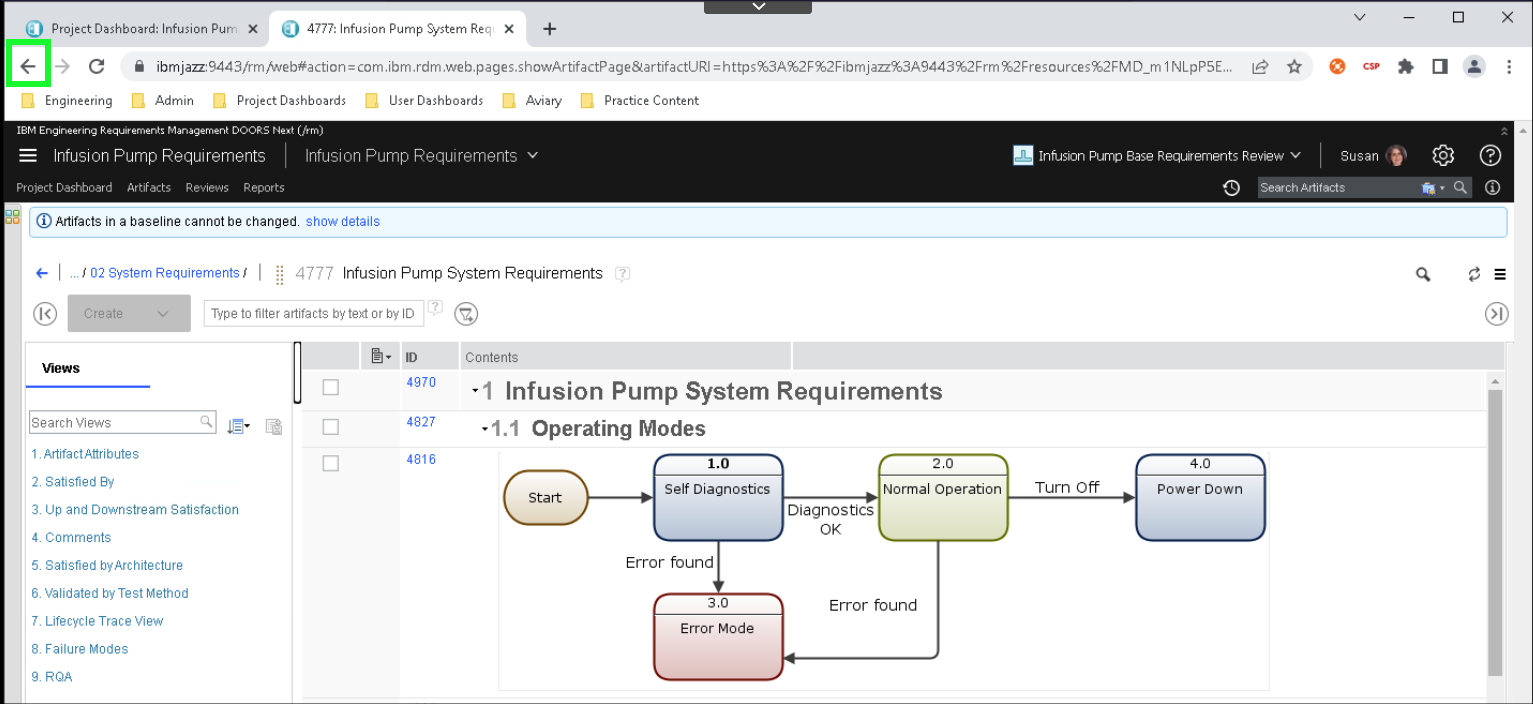 Project Dashboard: Infusion Pum
4777: Infusion Pump System Requ
ibmjazz:9443/rm/web#action=com.ibm.rdm.web.pages.showArtifactPage&artifactURI=https%3A%2F%2Fibmjazz%3A9443%2Frm%2Fresources%2FMD_m1NLpP5E...
CSP
Engineering
Admin
Project Dashboards
User Dashboards
Aviary
Practice Content
IBM Engineering Requirements Management DOORS Next (/rm)
Infusion Pump Requirements
Infusion Pump Requirements
Infusion Pump Base Requirements Review
Susan
Project Dashboard
Artifacts
Reviews
Reports
Search Artifacts
Artifacts in a baseline cannot be changed. show details
... / 02 System Requirements /
4777 Infusion Pump System Requirements
Create
Type to filter artifacts by text or by ID
Views
ID
Contents
Search Views
1. Artifact Attributes
2. Satisfied By
3. Up and Downstream Satisfaction
4. Comments
5. Satisfied by Architecture
6. Validated by Test Method
7. Lifecycle Trace View
8. Failure Modes
9. RQA
4970
1 Infusion Pump System Requirements
4827
1.1 Operating Modes
4816
Start
1.0
Self Diagnostics
Diagnostics
OK
2.0
Normal Operation
Turn Off
4.0
Power Down
Error found
3.0
Error Mode
Error found